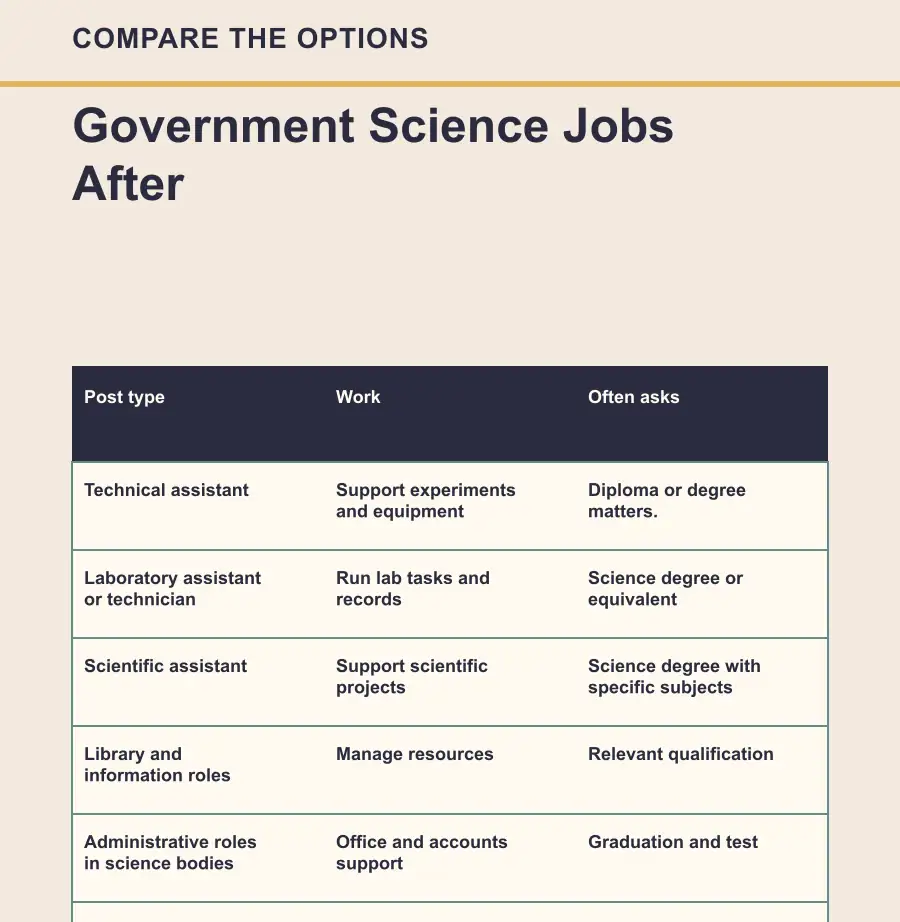 COMPARE THE OPTIONS
Government Science Jobs
After
Post type
Work
Often asks
Technical assistant
Support experiments
and equipment
Diploma or degree
matters.
Laboratory assistant
or technician
Run lab tasks and
records
Science degree or
equivalent
Scientific assistant
Support scientific
projects
Science degree with
specific subjects
Library and
information roles
Manage resources
Relevant qualification
Administrative roles
in science bodies
Office and accounts
support
Graduation and test